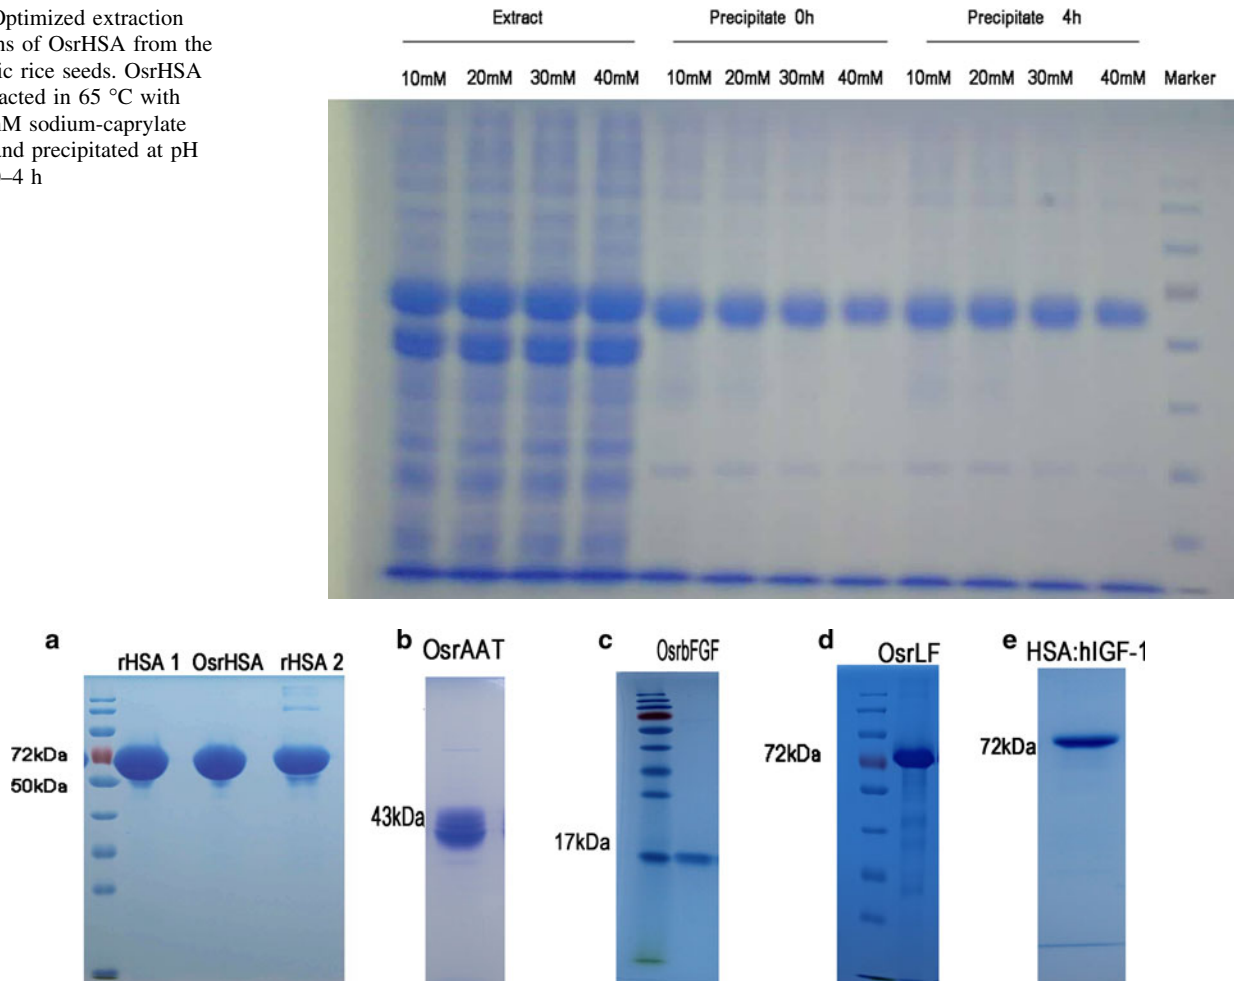 Optimized extraction
ns of OsrHSA from the
ic rice seeds. OsrHSA
acted in 65 °C with
M sodium-caprylate
and precipitated at pH
–4 h
Extract Precipitate 0h Precipitate 4h
10mM 20mM 30mM 40mM 10mM 20mM 30mM 40mM 10mM 20mM 30mM 40mM Marker
a b c d e
rHSA 1 OsrHSA rHSA 2 OsrAAT OsrbFGF OsrLF HSA:hIGF-1
72kDa
50kDa
43kDa
17kDa
72kDa
72kDa